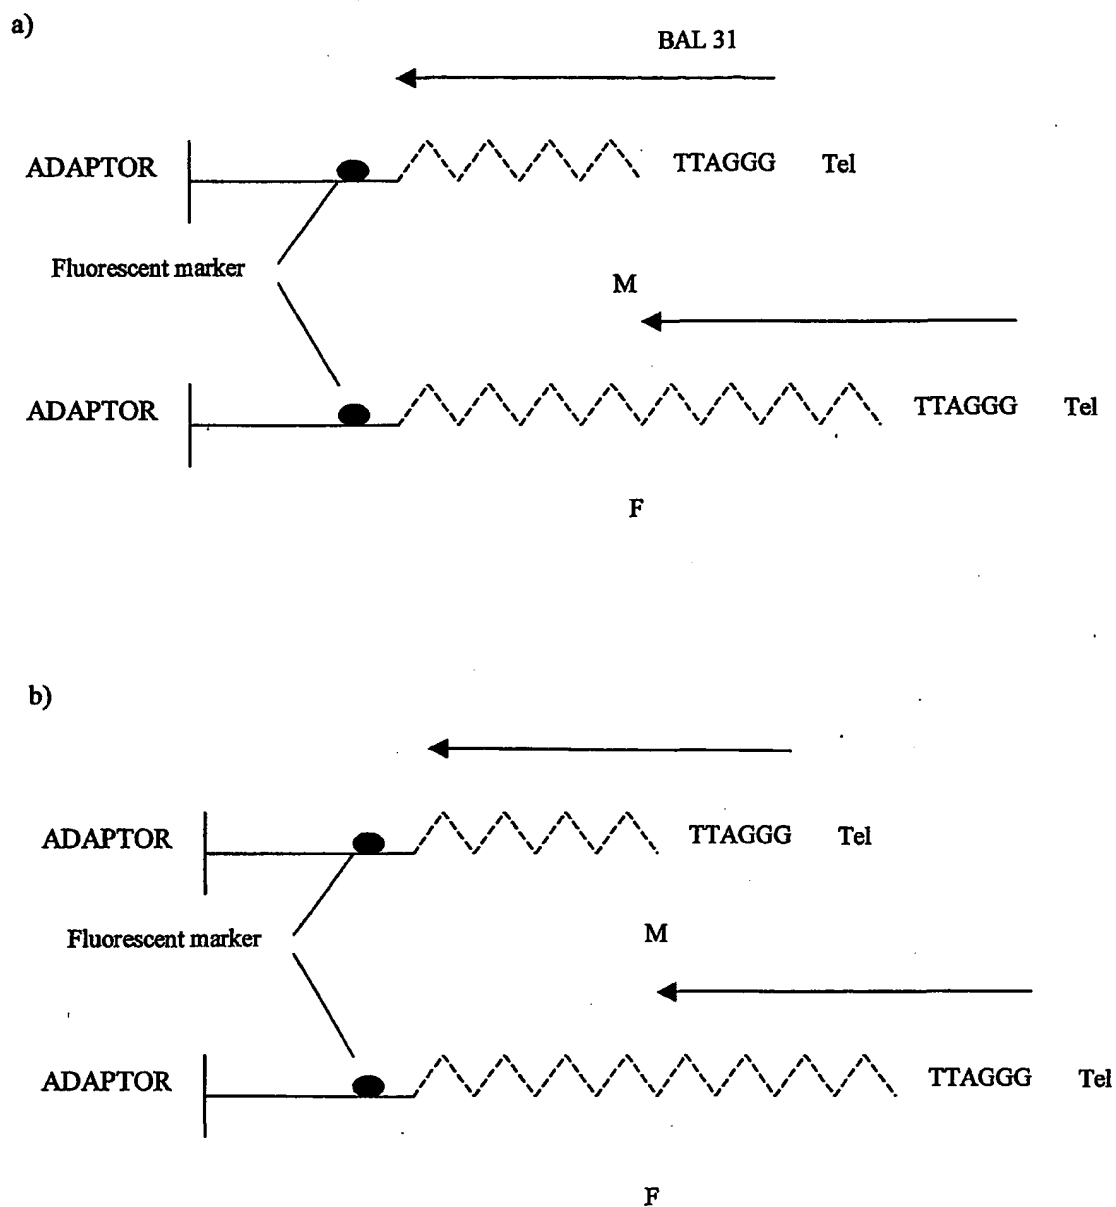 a)
BAL 31
ADAPTOR TTAGGG Tel
Fluorescent marker
M
ADAPTOR TTAGGG Tel
F
b)
ADAPTOR TTAGGG Tel
Fluorescent marker
M
ADAPTOR TTAGGG Tel
F